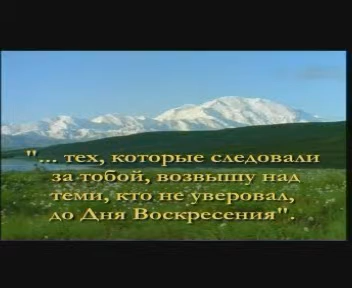 "... тех, которые следовали
за тобой, возвышу над
теми, кто не уверовал,
до Дня Воскресения".